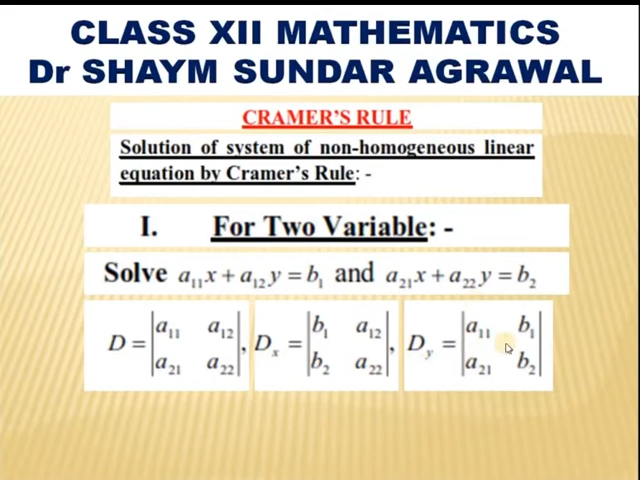 CLASS XII MATHEMATICS
Dr SHAYM SUNDAR AGRAWAL
CRAMER'S RULE
Solution of system of non-homogeneous linear
equation by Cramer's Rule: -
I. For Two Variable: -
Solve a₁₁x + a₁₂y = b₁ and a₂₁x + a₂₂y = b₂
D = |a₁₁ a₁₂; a₂₁ a₂₂|, Dₓ = |b₁ a₁₂; b₂ a₂₂|, D_y = |a₁₁ b₁; a₂₁ b₂|